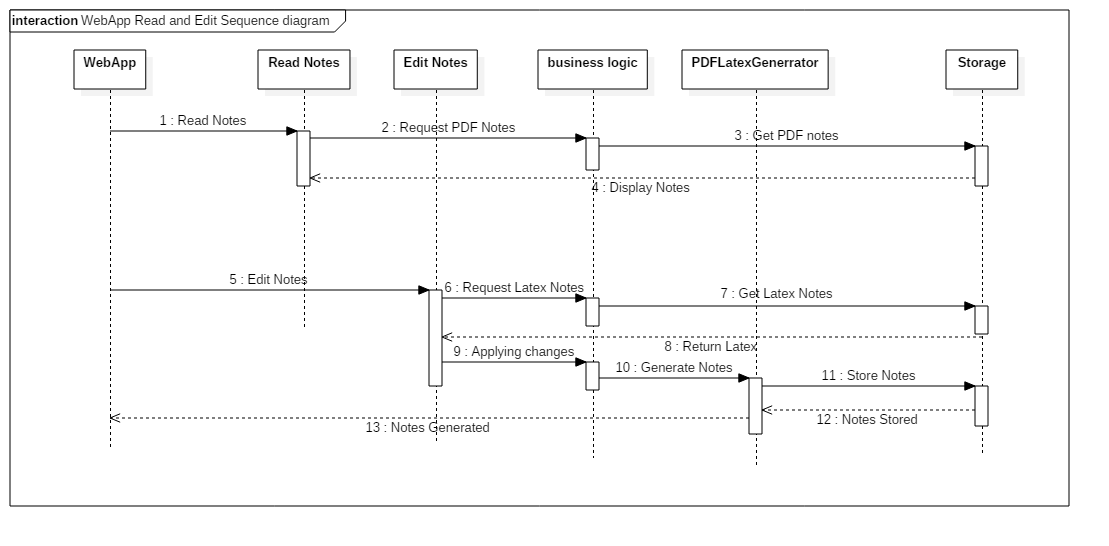 interaction WebApp Read and Edit Sequence diagram
WebApp
Read Notes
Edit Notes
business logic
PDFLatexGenerrator
Storage
1 : Read Notes
2 : Request PDF Notes
3 : Get PDF notes
4 : Display Notes
5 : Edit Notes
6 : Request Latex Notes
7 : Get Latex Notes
8 : Return Latex
9 : Applying changes
10 : Generate Notes
11 : Store Notes
12 : Notes Stored
13 : Notes Generated